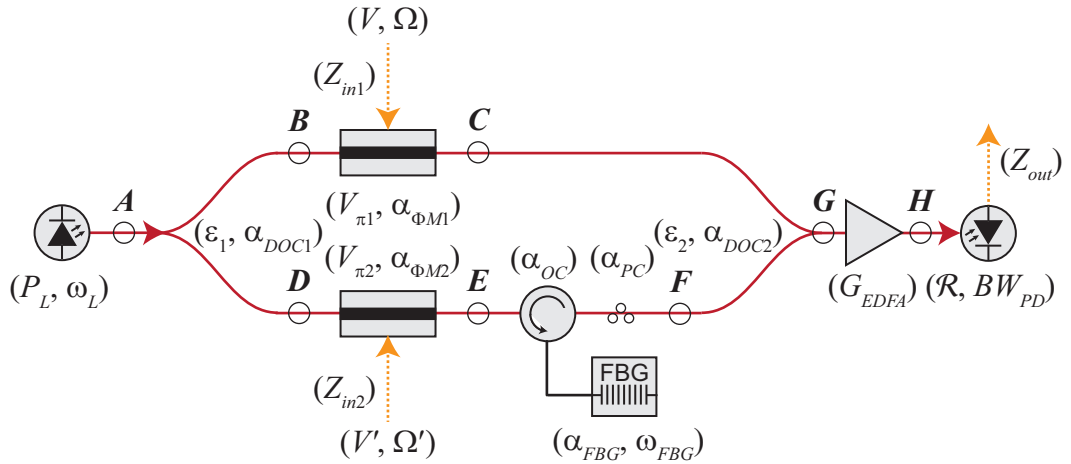 (V, Ω)
(Z_in1)
B
C
(V_π1, α_ΦM1)
(Z_out)
A
G
H
(ε_1, α_DOC1)
(ε_2, α_DOC2)
(P_L, ω_L)
(V_π2, α_ΦM2)
(α_OC)
(α_PC)
D
E
F
(G_EDFA)
(ℛ, BW_PD)
(Z_in2)
FBG
(V', Ω')
(α_FBG, ω_FBG)